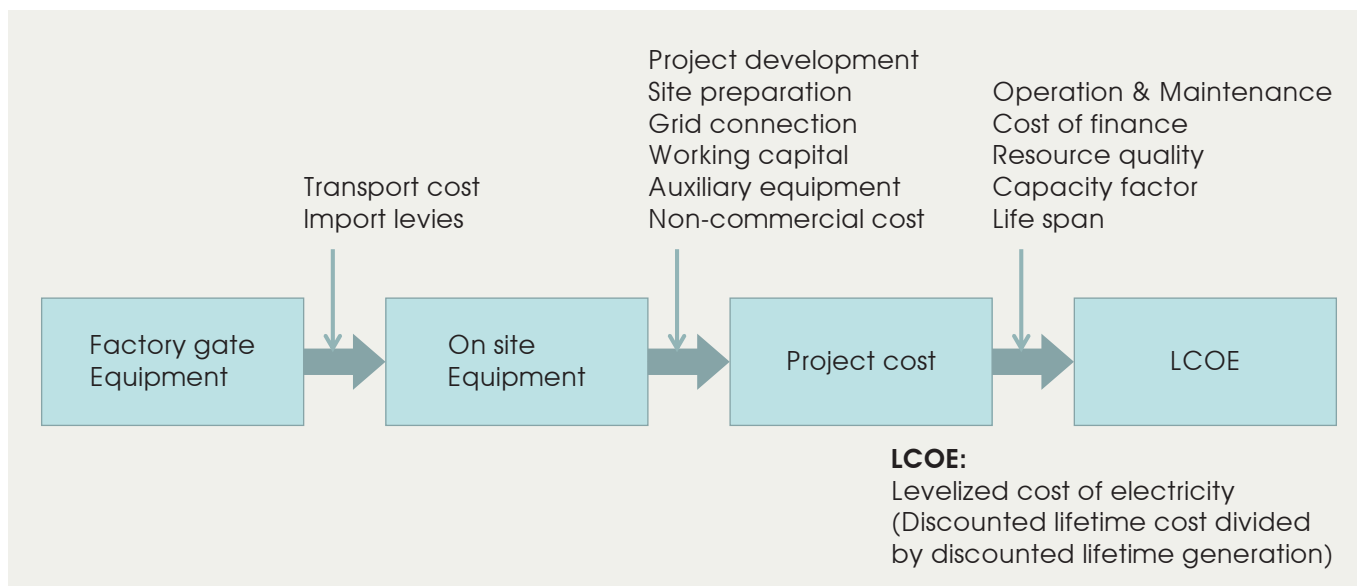 Transport cost
Import levies
Project development
Site preparation
Grid connection
Working capital
Auxiliary equipment
Non-commercial cost
Operation & Maintenance
Cost of finance
Resource quality
Capacity factor
Life span
Factory gate
Equipment
On site
Equipment
Project cost
LCOE
LCOE:
Levelized cost of electricity
(Discounted lifetime cost divided
by discounted lifetime generation)